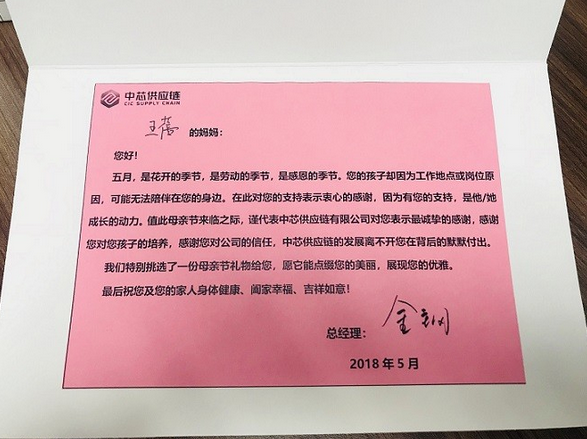 中芯供应链
CIC SUPPLY CHAIN
的妈妈：
您好！
五月，是花开的季节，是劳动的季节，是感恩的季节。您的孩子却因为工作地点或岗位原
因，可能无法陪伴在您的身边。在此对您的支持表示衷心的感谢，因为有您的支持，是他/她
成长的动力。值此母亲节来临之际，谨代表中芯供应链有限公司对您表示最诚挚的感谢，感谢
您对您孩子的培养，感谢您对公司的信任，中芯供应链的发展离不开您在背后的默默付出。
我们特别挑选了一份母亲节礼物给您，愿它能点缀您的美丽，展现您的优雅。
最后祝您及您的家人身体健康、阖家幸福、吉祥如意！
总经理：
2018 年 5 月